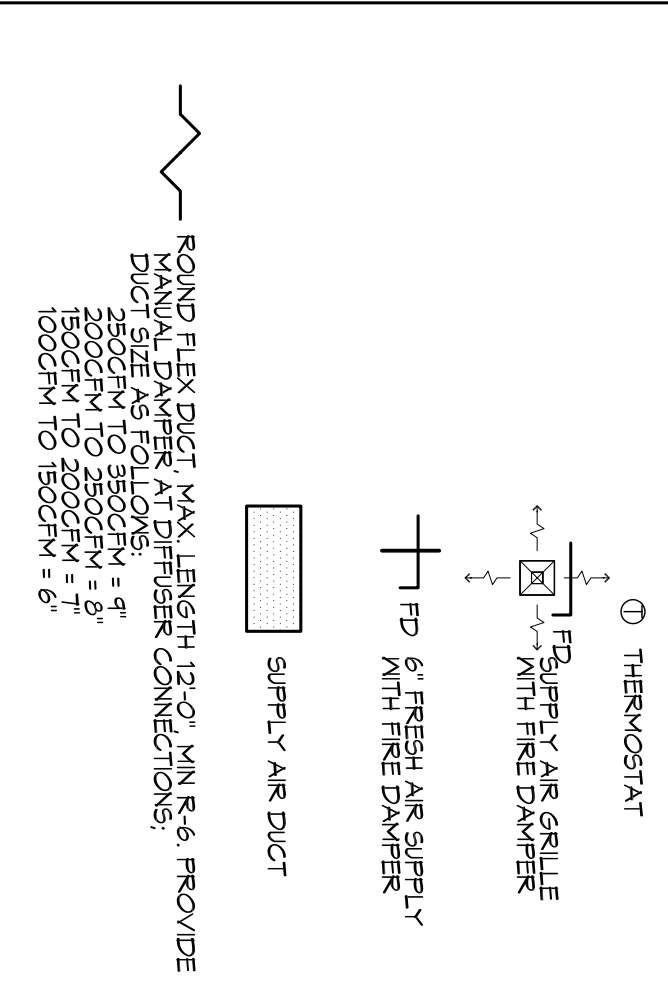 T THERMOSTAT
FD
SUPPLY AIR GRILLE
WITH FIRE DAMPER
FD
6" FRESH AIR SUPPLY
WITH FIRE DAMPER
SUPPLY AIR DUCT
ROUND FLEX DUCT, MAX. LENGTH 12'-0", MIN R-6. PROVIDE
MANUAL DAMPER, AT DIFFUSER CONNECTIONS;
DUCT SIZE AS FOLLOWS:
250CFM TO 350CFM = 9"
200CFM TO 250CFM = 8"
150CFM TO 200CFM = 7"
100CFM TO 150CFM = 6"